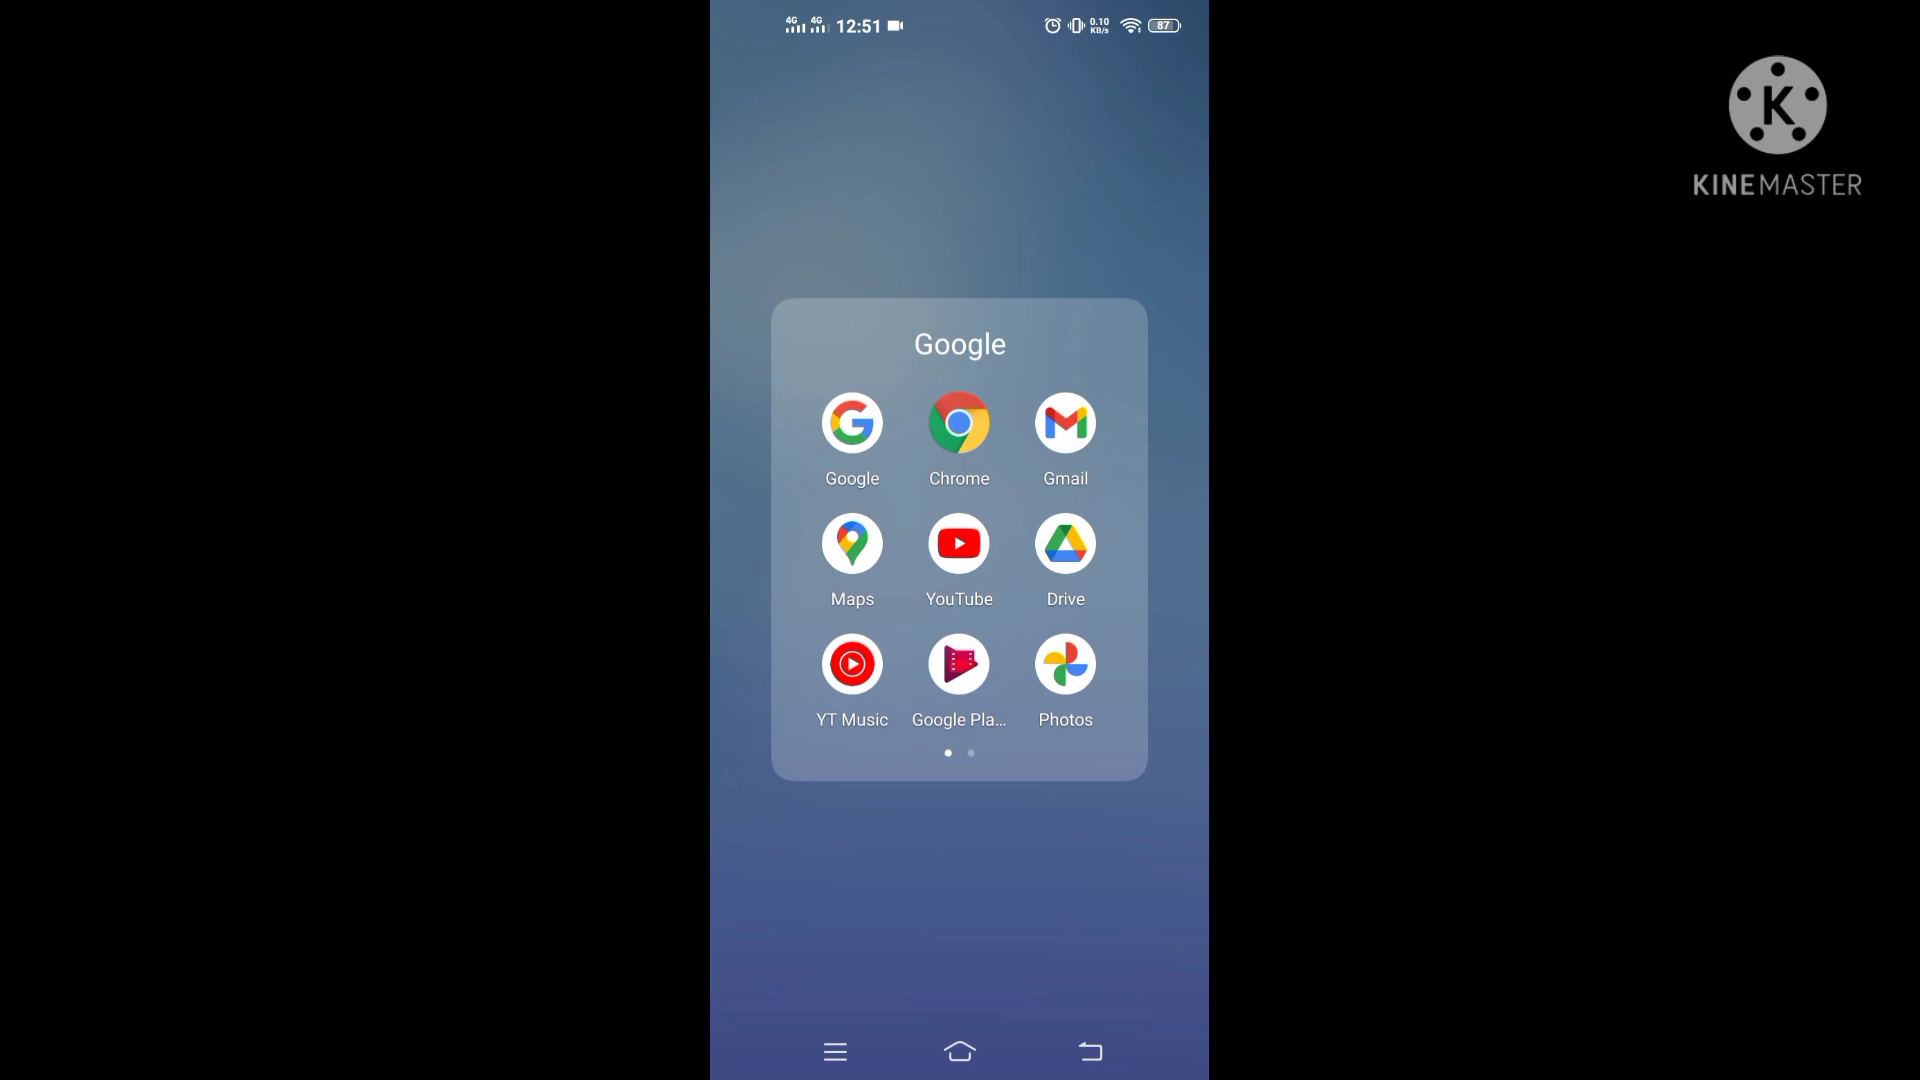 4G 4G 12:51 0.10 KB/s 87
KINEMASTER
Google
Google Chrome Gmail
Maps YouTube Drive
YT Music Google Pla... Photos